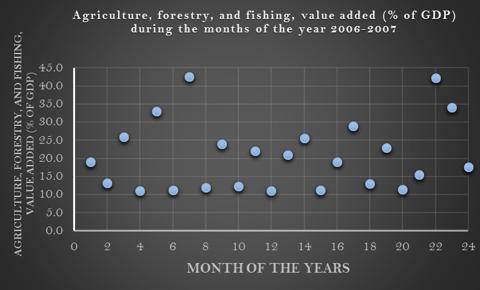 Agriculture, forestry, and fishing, value added (% of GDP)
during the months of the year 2006-2007
AGRICULTURE, FORESTRY, AND FISHING,
VALUE ADDED (% OF GDP)
45.0
40.0
35.0
30.0
25.0
20.0
15.0
10.0
5.0
0.0
0 2 4 6 8 10 12 14 16 18 20 22 24
MONTH OF THE YEARS